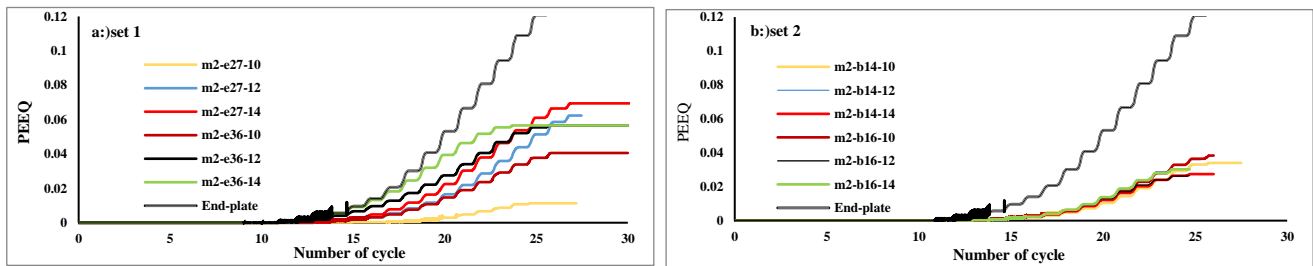 a:)set 1
0.12
0.1
0.08
0.06
0.04
0.02
0
PEEQ
m2-e27-10
m2-e27-12
m2-e27-14
m2-e36-10
m2-e36-12
m2-e36-14
End-plate
0 5 10 15 20 25 30
Number of cycle
b:)set 2
0.12
0.1
0.08
0.06
0.04
0.02
0
PEEQ
m2-b14-10
m2-b14-12
m2-b14-14
m2-b16-10
m2-b16-12
m2-b16-14
End-plate
0 5 10 15 20 25 30
Number of cycle